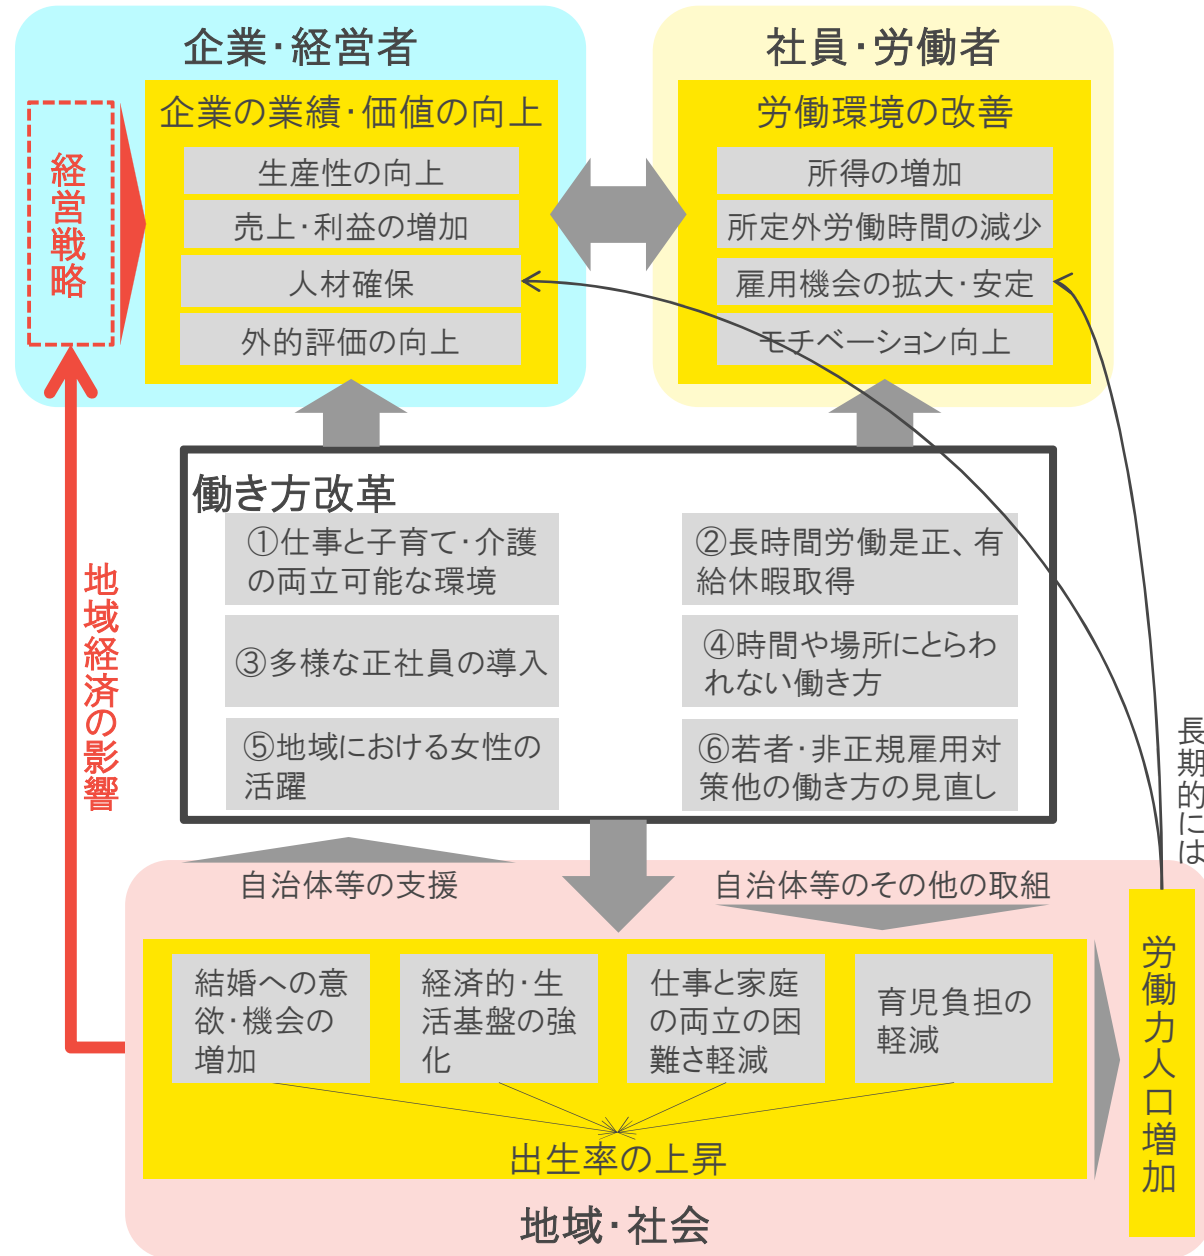 企業・経営者
経営戦略
企業の業績・価値の向上
生産性の向上
売上・利益の増加
人材確保
外的評価の向上
社員・労働者
労働環境の改善
所得の増加
所定外労働時間の減少
雇用機会の拡大・安定
モチベーション向上
働き方改革
①仕事と子育て・介護
の両立可能な環境
②長時間労働是正、有
給休暇取得
③多様な正社員の導入
④時間や場所にとらわ
れない働き方
⑤地域における女性の
活躍
⑥若者・非正規雇用対
策他の働き方の見直し
地域経済の影響
長期的には
自治体等の支援
自治体等のその他の取組
結婚への意
欲・機会の
増加
経済的・生
活基盤の強
化
仕事と家庭
の両立の困
難さ軽減
育児負担の
軽減
出生率の上昇
労働力人口増加
地域・社会